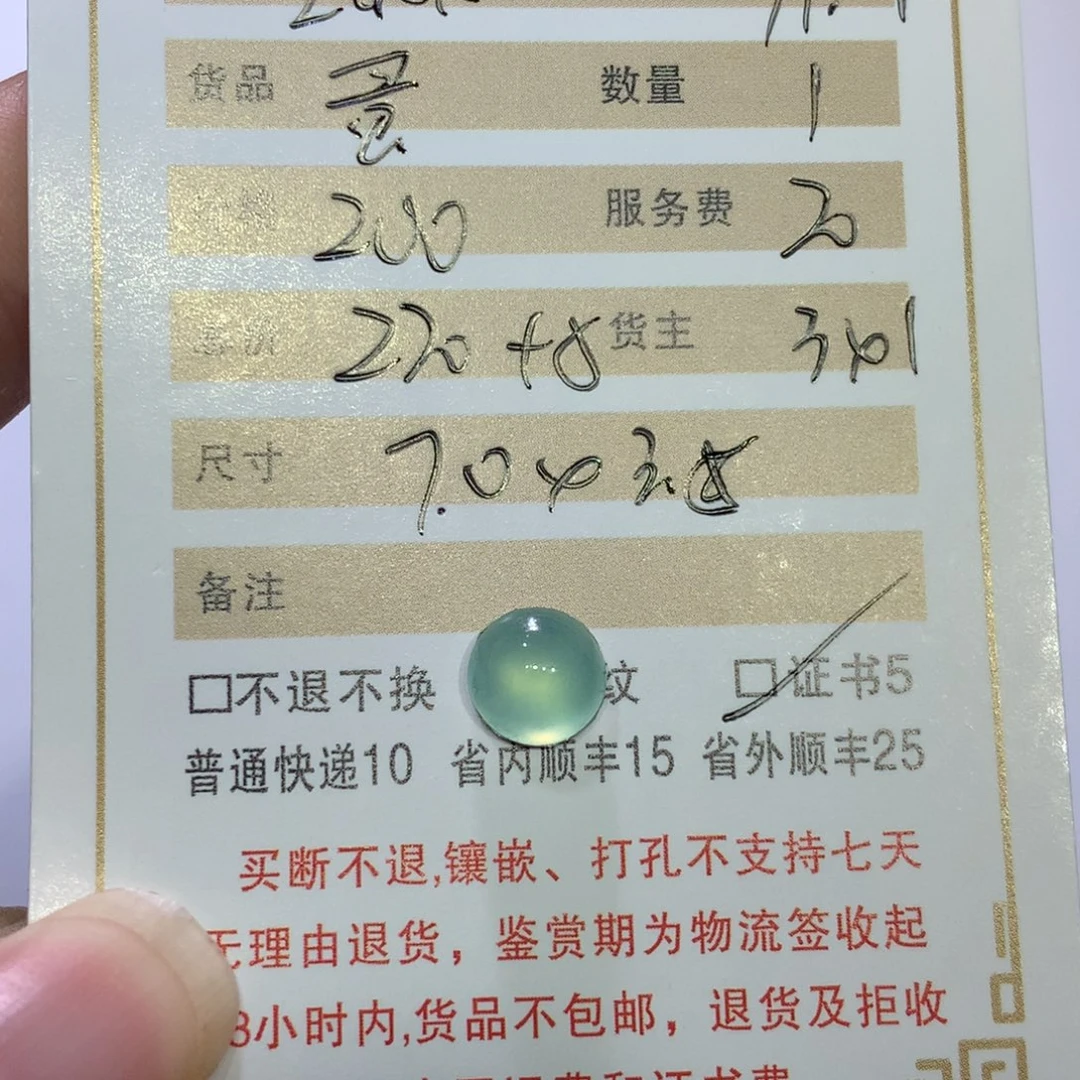 货品 蛋 数量 1
200 服务费 20
220+8 货主 341
尺寸 7.0×3.8
备注
□不退不换 纹 □证书5
普通快递10 省内顺丰15 省外顺丰25
买断不退,镶嵌、打孔不支持七天
无理由退货，鉴赏期为物流签收起
8小时内,货品不包邮，退货及拒收